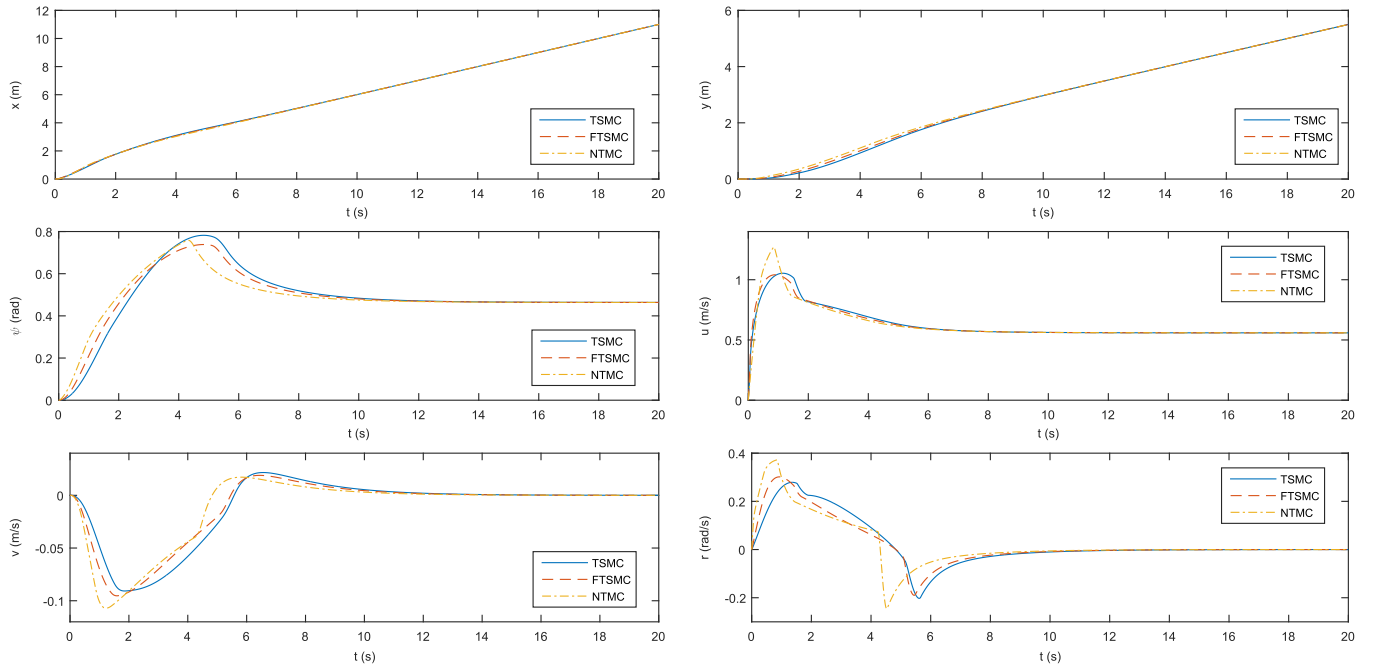 12
10
8
6
4
2
0
x (m)
0 2 4 6 8 10 12 14 16 18 20
t (s)
TSMC
FTSMC
NTMC
6
4
2
0
y (m)
0 2 4 6 8 10 12 14 16 18 20
t (s)
TSMC
FTSMC
NTMC
0.8
0.6
0.4
0.2
0
ψ (rad)
0 2 4 6 8 10 12 14 16 18 20
t (s)
TSMC
FTSMC
NTMC
1
0.5
0
u (m/s)
0 2 4 6 8 10 12 14 16 18 20
t (s)
TSMC
FTSMC
NTMC
0
-0.05
-0.1
v (m/s)
0 2 4 6 8 10 12 14 16 18 20
t (s)
TSMC
FTSMC
NTMC
0.4
0.2
0
-0.2
r (rad/s)
0 2 4 6 8 10 12 14 16 18 20
t (s)
TSMC
FTSMC
NTMC